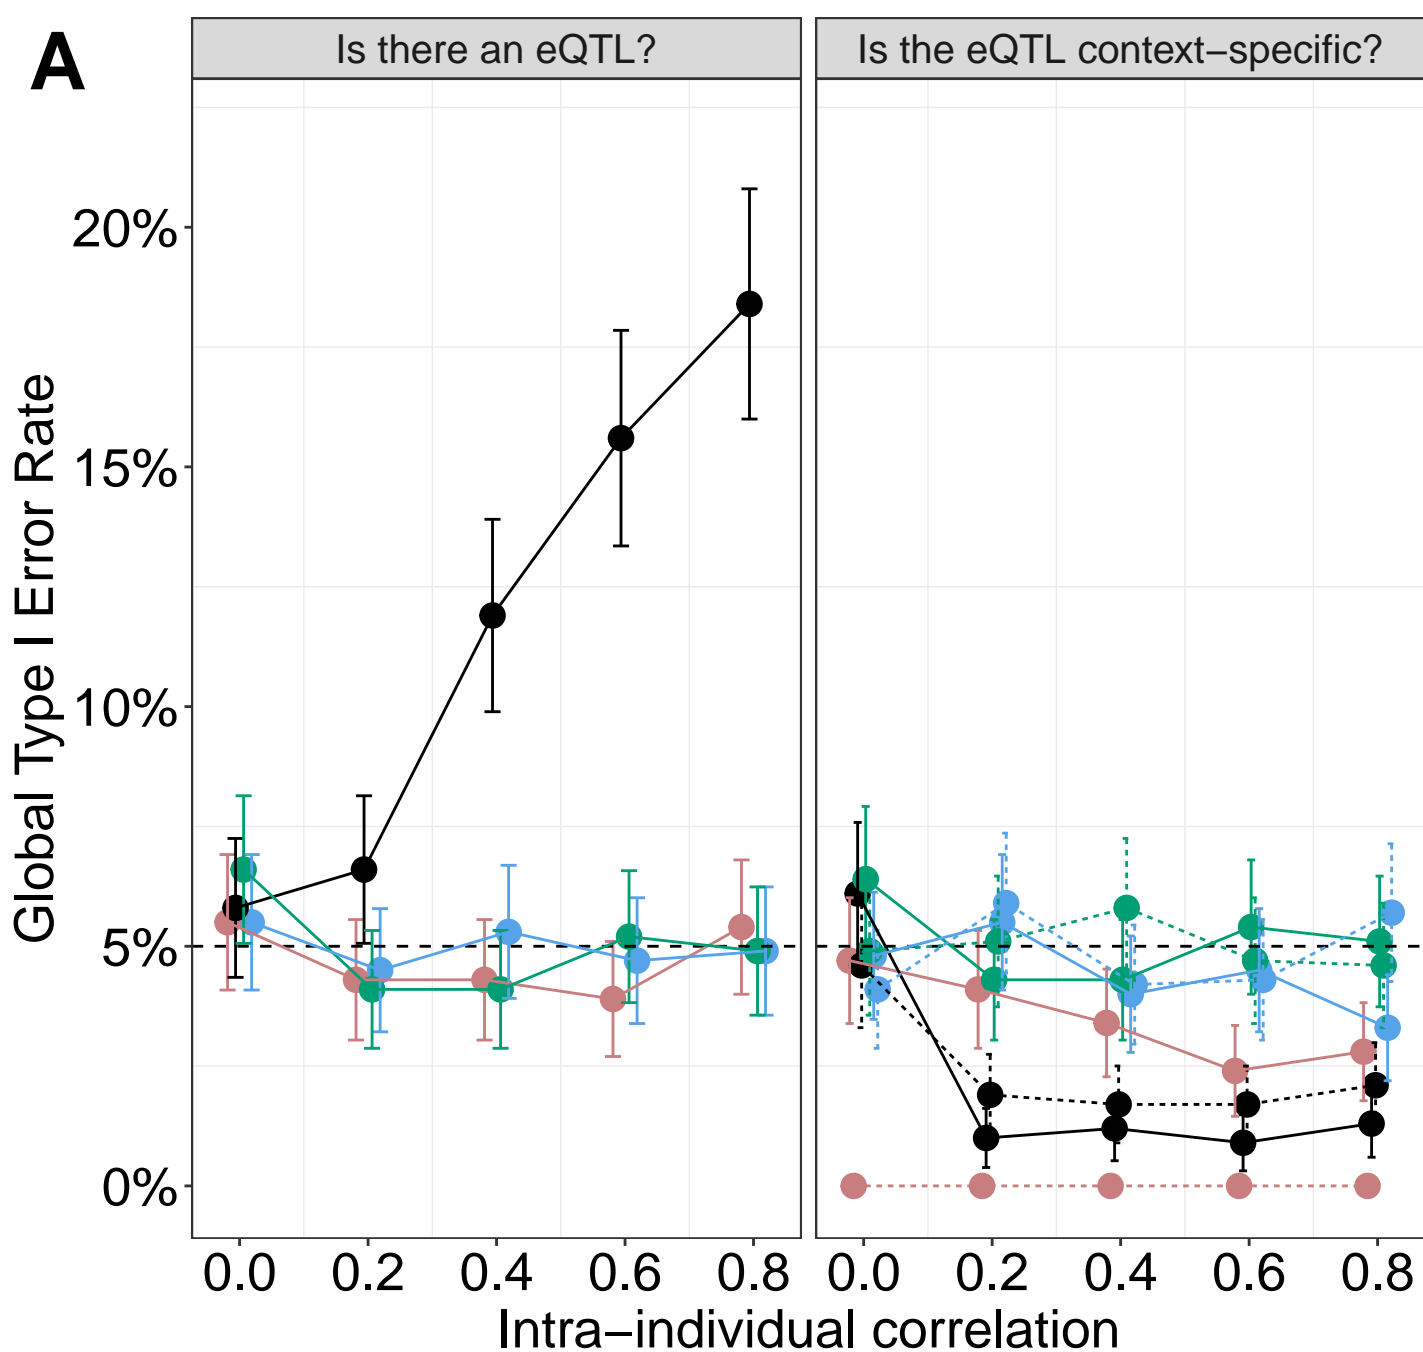 A
Is there an eQTL?
Is the eQTL context−specific?
Global Type I Error Rate
20%
15%
10%
5%
0%
0.0 0.2 0.4 0.6 0.8
0.0 0.2 0.4 0.6 0.8
Intra−individual correlation